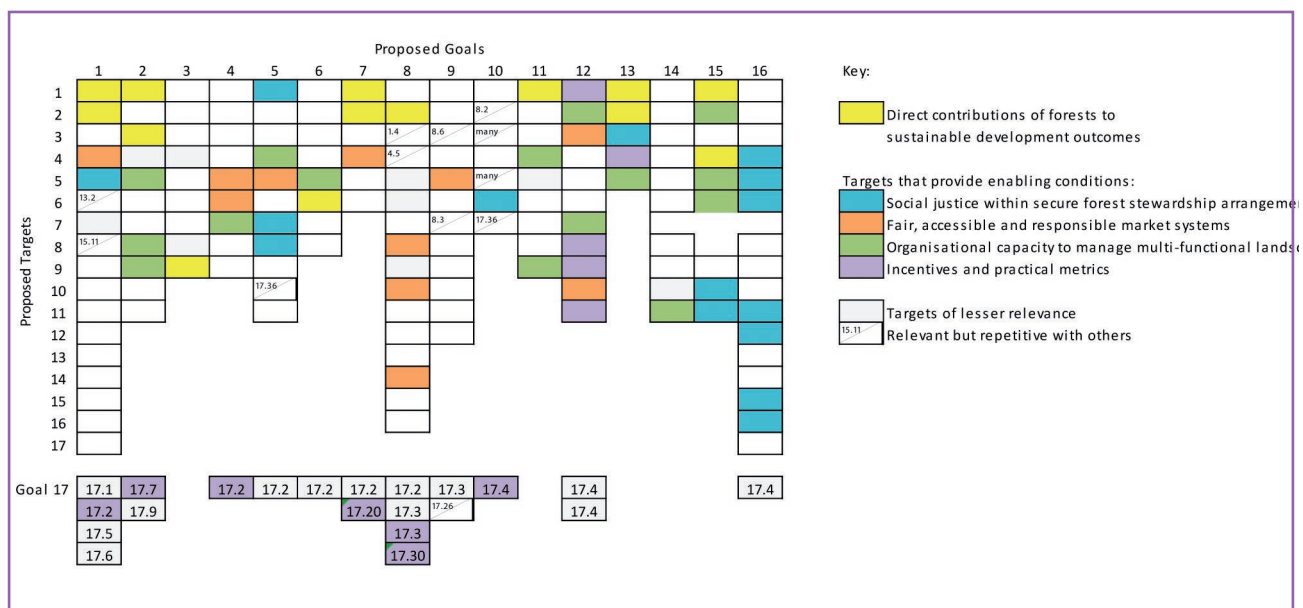 Proposed Goals
1 2 3 4 5 6 7 8 9 10 11 12 13 14 15 16
Key:
1
2 8.2
Direct contributions of forests to
sustainable development outcomes
3 1.4 8.6 many
4 4.5
5 many
Targets that provide enabling conditions:
6 13.2
Social justice within secure forest stewardship arrangeme
7 8.3 17.36
Fair, accessible and responsible market systems
8 15.11
Organisational capacity to manage multi-functional landsc
9
Incentives and practical metrics
10 17.36
11
Targets of lesser relevance
12
15.11 Relevant but repetitive with others
13
14
15
16
17
Proposed Targets
Goal 17 17.1 17.7 17.2 17.2 17.2 17.2 17.2 17.3 17.4 17.4 17.4
17.2 17.9 17.20 17.3 17.26 17.4
17.5 17.3
17.6 17.30